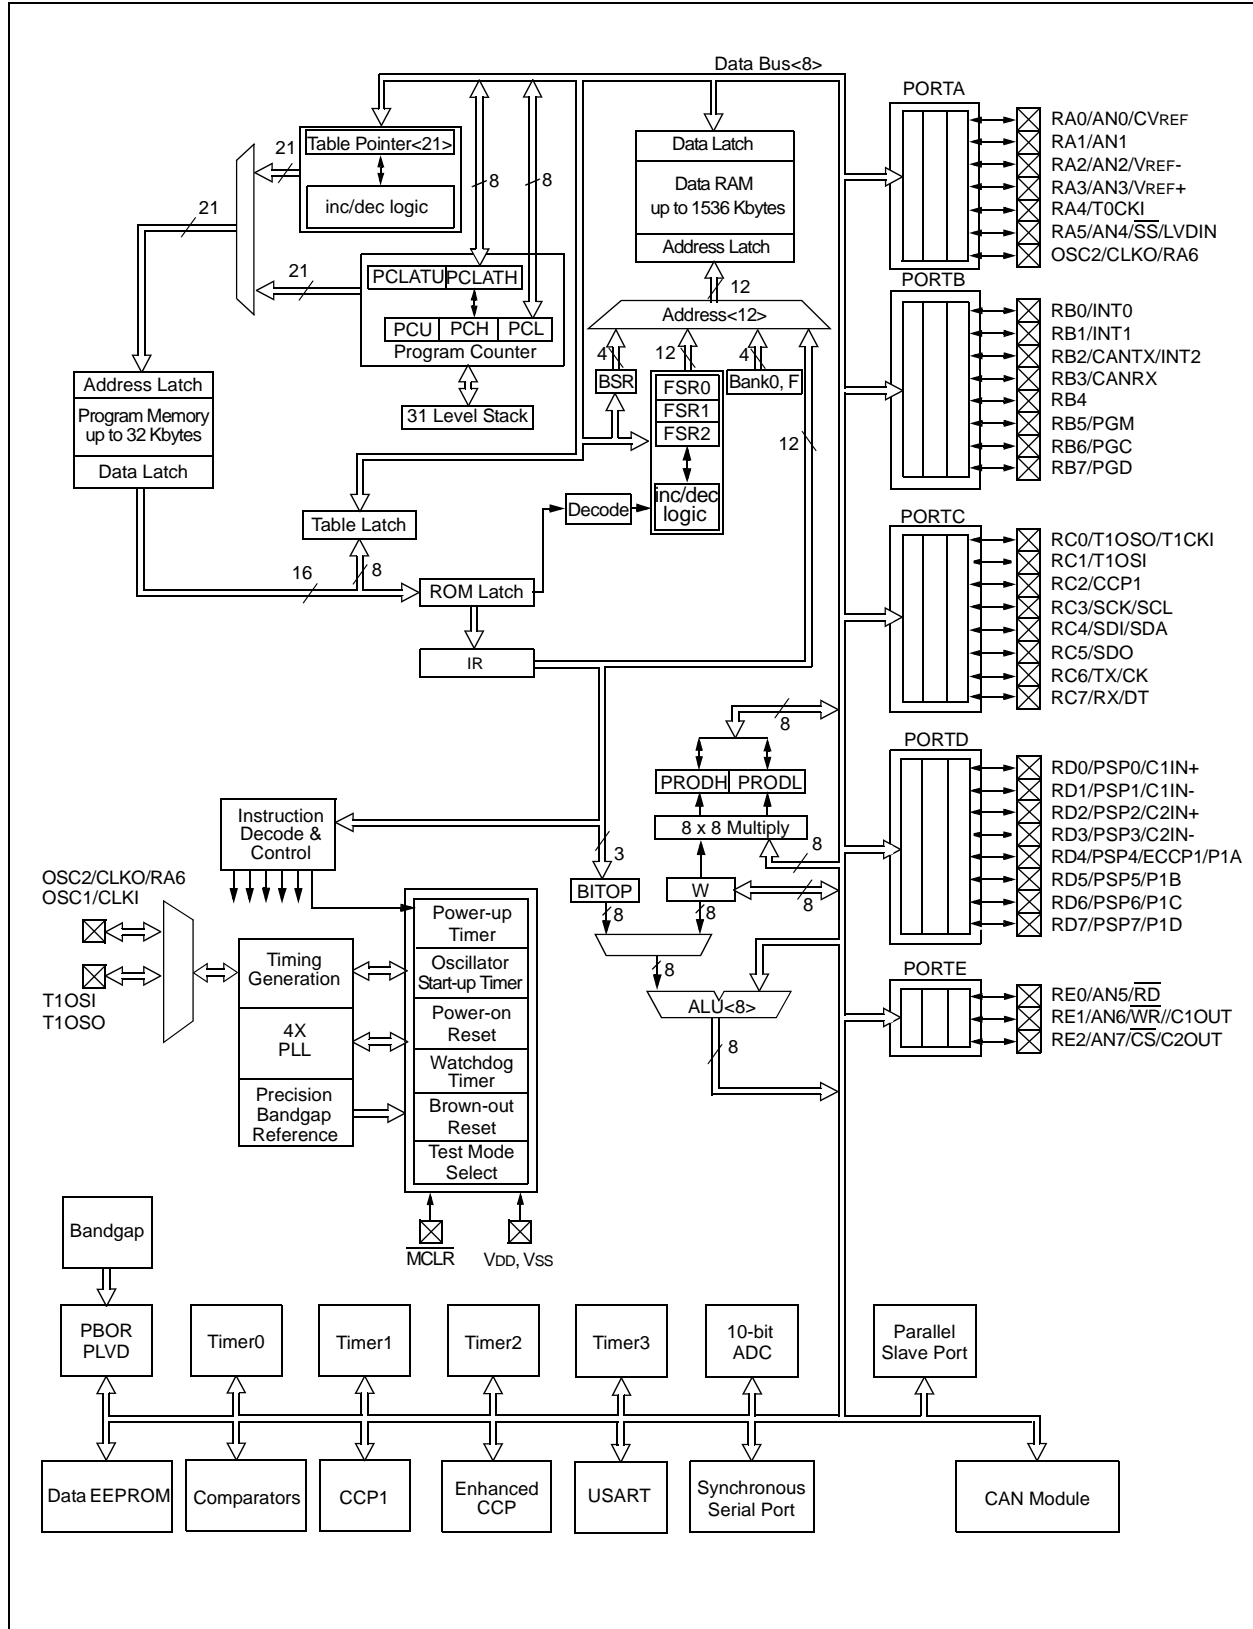 Data Bus<8>
21
Table Pointer<21>
inc/dec logic
21
21
8
8
PCLATU
PCLATH
PCU
PCH
PCL
Program Counter
31 Level Stack
Address Latch
Program Memory
up to 32 Kbytes
Data Latch
16
Table Latch
8
Data Latch
Data RAM
up to 1536 Kbytes
Address Latch
12
Address<12>
4
12
4
BSR
FSR0
FSR1
FSR2
Bank0, F
inc/dec
logic
12
Decode
ROM Latch
IR
8
PRODH
PRODL
8 x 8 Multiply
8
3
BITOP
W
8
8
8
8
ALU<8>
8
Instruction
Decode &
Control
OSC2/CLKO/RA6
OSC1/CLKI
T1OSI
T1OSO
Timing
Generation
4X
PLL
Precision
Bandgap
Reference
Power-up
Timer
Oscillator
Start-up Timer
Power-on
Reset
Watchdog
Timer
Brown-out
Reset
Test Mode
Select
MCLR
VDD, VSS
PORTA
RA0/AN0/CVREF
RA1/AN1
RA2/AN2/VREF-
RA3/AN3/VREF+
RA4/T0CKI
RA5/AN4/SS/LVDIN
OSC2/CLKO/RA6
PORTB
RB0/INT0
RB1/INT1
RB2/CANTX/INT2
RB3/CANRX
RB4
RB5/PGM
RB6/PGC
RB7/PGD
PORTC
RC0/T1OSO/T1CKI
RC1/T1OSI
RC2/CCP1
RC3/SCK/SCL
RC4/SDI/SDA
RC5/SDO
RC6/TX/CK
RC7/RX/DT
PORTD
RD0/PSP0/C1IN+
RD1/PSP1/C1IN-
RD2/PSP2/C2IN+
RD3/PSP3/C2IN-
RD4/PSP4/ECCP1/P1A
RD5/PSP5/P1B
RD6/PSP6/P1C
RD7/PSP7/P1D
PORTE
RE0/AN5/RD
RE1/AN6/WR//C1OUT
RE2/AN7/CS/C2OUT
Bandgap
PBOR
PLVD
Timer0
Timer1
Timer2
Timer3
10-bit
ADC
Parallel
Slave Port
Data EEPROM
Comparators
CCP1
Enhanced
CCP
USART
Synchronous
Serial Port
CAN Module